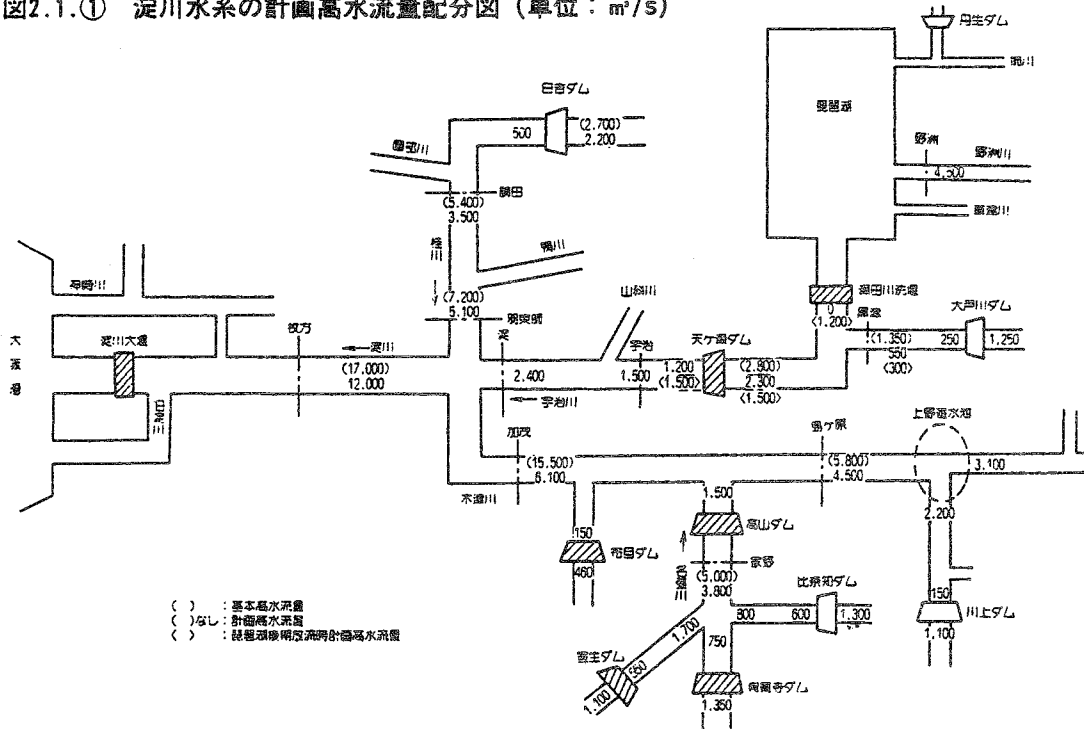 図2.1.① 淀川水系の計画高水流量配分図（単位：m³/S）
丹生ダム
琵琶湖
野洲
野洲川
4.500
草津川
瀬田川洗堰
0
<1.200>
黒津
(1.350)
550
<300>
250
大戸川ダム
1,250
日吉ダム
500
(2.700)
2.200
園部川
請田
(5.400)
3.500
桂川
鴨川
(7.200)
5.100
羽束師
山科川
宇治
1.500
1.200
<1.500>
天ケ瀬ダム
(2.800)
2.300
<1.500>
淀
2.400
宇治川
神崎川
大阪湾
淀川大堰
枚方
淀川
(17.000)
12.000
加茂
(15.500)
6.100
木津川
島ケ原
(5.800)
4.500
上野遊水池
3.100
2.200
150
川上ダム
1,100
150
布目ダム
460
1.500
高山ダム
名張川
家野
(5.000)
3.800
比奈知ダム
800
600
1,300
750
青蓮寺ダム
1.350
1.700
室生ダム
550
1.100
( ) ：基本高水流量
( )なし：計画高水流量
< > ：琵琶湖後期放流時計画高水流量